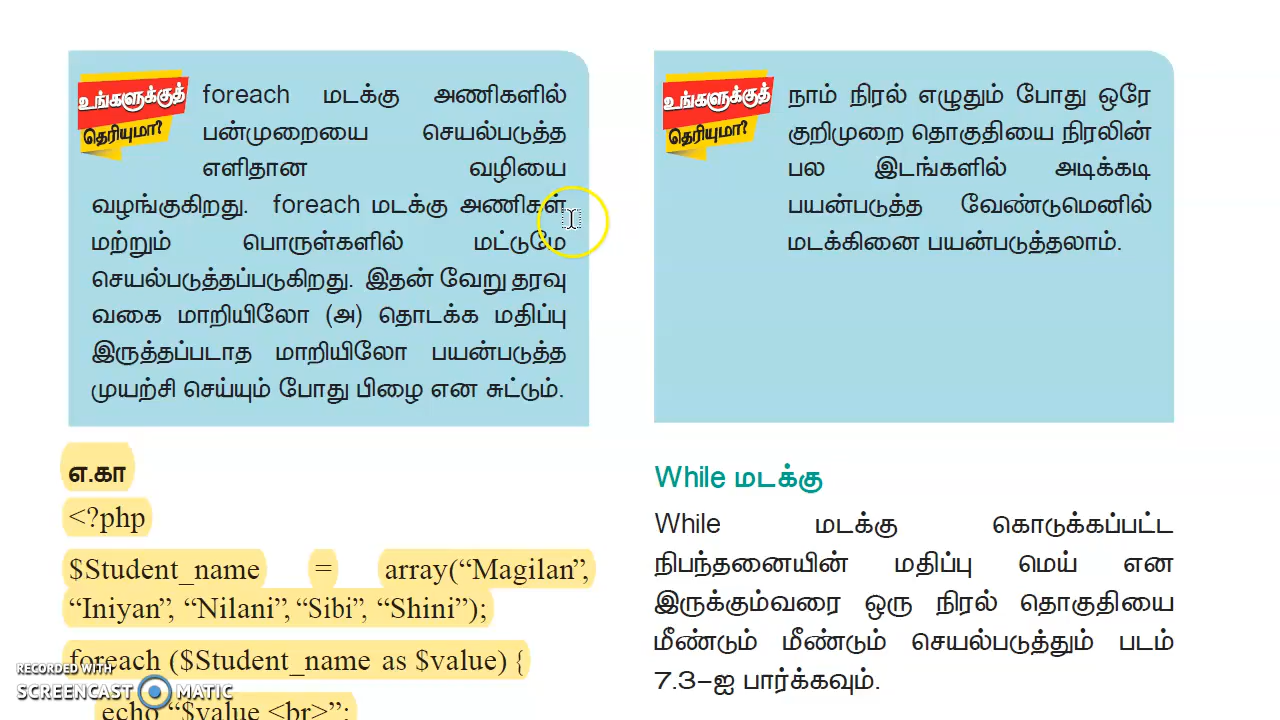 உங்களுக்குத்
தெரியுமா?
foreach மடக்கு அணிகளில்
பன்முறையை செயல்படுத்த
எளிதான வழியை
வழங்குகிறது. foreach மடக்கு அணிகள்
மற்றும் பொருள்களில் மட்டுமே
செயல்படுத்தப்படுகிறது. இதன் வேறு தரவு
வகை மாறியிலோ (அ) தொடக்க மதிப்பு
இருத்தப்படாத மாறியிலோ பயன்படுத்த
முயற்சி செய்யும் போது பிழை என சுட்டும்.
எ.கா
<?php
$Student_name = array(“Magilan”,
“Iniyan”, “Nilani”, “Sibi”, “Shini”);
foreach ($Student_name as $value) {
echo “$value <br>”;
உங்களுக்குத்
தெரியுமா?
நாம் நிரல் எழுதும் போது ஒரே
குறிமுறை தொகுதியை நிரலின்
பல இடங்களில் அடிக்கடி
பயன்படுத்த வேண்டுமெனில்
மடக்கினை பயன்படுத்தலாம்.
While மடக்கு
While மடக்கு கொடுக்கப்பட்ட
நிபந்தனையின் மதிப்பு மெய் என
இருக்கும்வரை ஒரு நிரல் தொகுதியை
மீண்டும் மீண்டும் செயல்படுத்தும் படம்
7.3–ஐ பார்க்கவும்.
RECORDED WITH
SCREENCAST MATIC